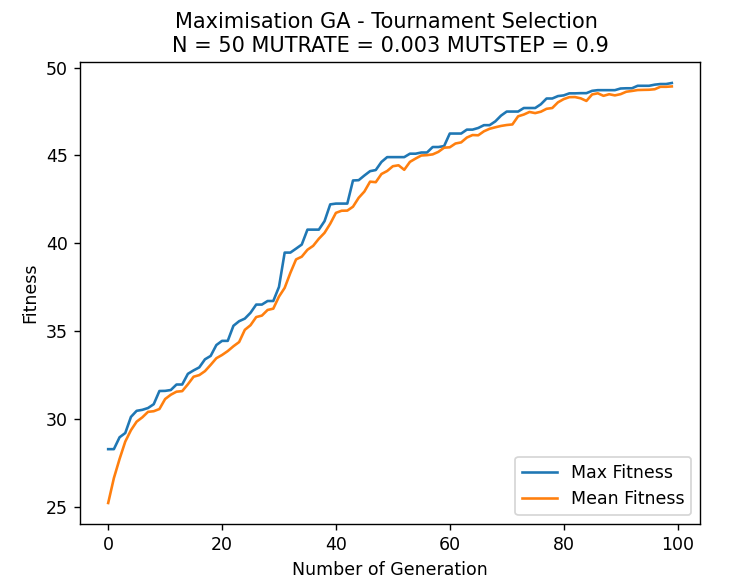 Maximisation GA - Tournament Selection
N = 50 MUTRATE = 0.003 MUTSTEP = 0.9
50
45
40
35
30
25
Fitness
Max Fitness
Mean Fitness
0 20 40 60 80 100
Number of Generation